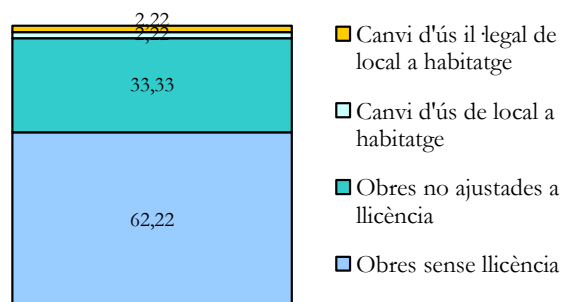 2,22
2,22
33,33
62,22
Canvi d'ús il·legal de
local a habitatge
Canvi d'ús de local a
habitatge
Obres no ajustades a
llicència
Obres sense llicència